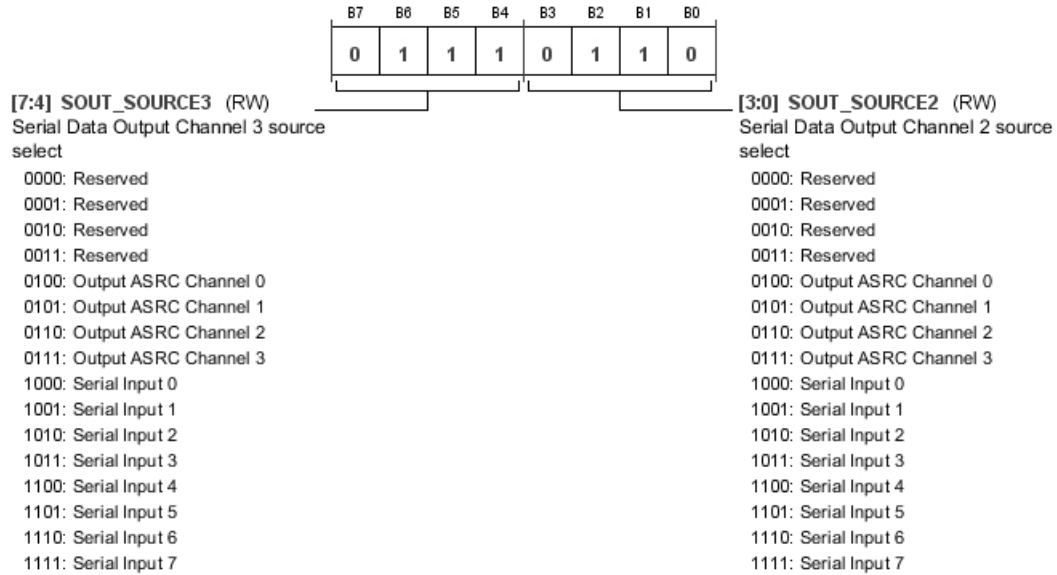 B7 B6 B5 B4 B3 B2 B1 B0
0 1 1 1 0 1 1 0
[7:4] SOUT_SOURCE3 (RW)
Serial Data Output Channel 3 source
select
0000: Reserved
0001: Reserved
0010: Reserved
0011: Reserved
0100: Output ASRC Channel 0
0101: Output ASRC Channel 1
0110: Output ASRC Channel 2
0111: Output ASRC Channel 3
1000: Serial Input 0
1001: Serial Input 1
1010: Serial Input 2
1011: Serial Input 3
1100: Serial Input 4
1101: Serial Input 5
1110: Serial Input 6
1111: Serial Input 7
[3:0] SOUT_SOURCE2 (RW)
Serial Data Output Channel 2 source
select
0000: Reserved
0001: Reserved
0010: Reserved
0011: Reserved
0100: Output ASRC Channel 0
0101: Output ASRC Channel 1
0110: Output ASRC Channel 2
0111: Output ASRC Channel 3
1000: Serial Input 0
1001: Serial Input 1
1010: Serial Input 2
1011: Serial Input 3
1100: Serial Input 4
1101: Serial Input 5
1110: Serial Input 6
1111: Serial Input 7